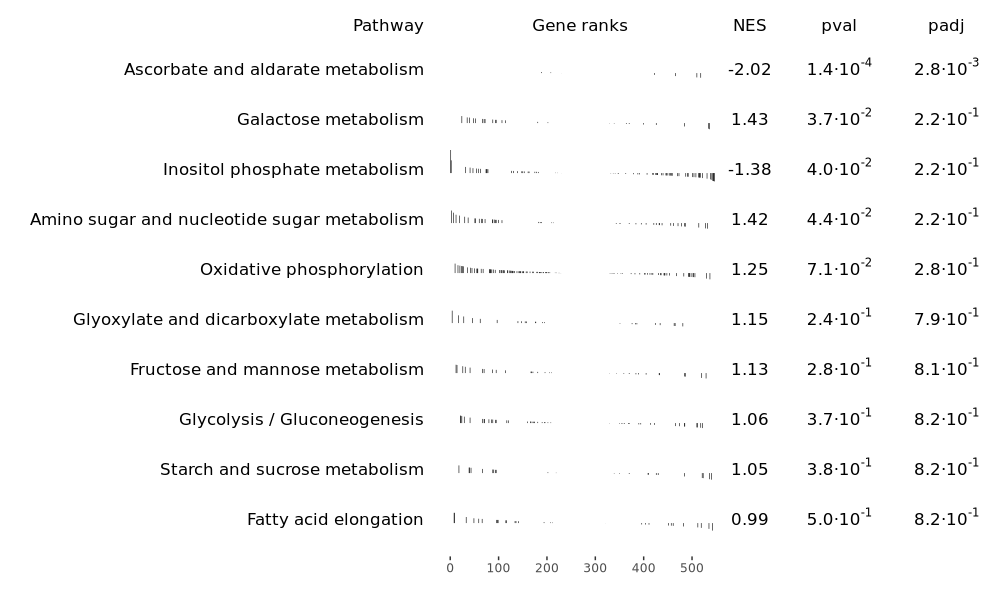 Pathway Gene ranks NES pval padj
Ascorbate and aldarate metabolism -2.02 1.4·10⁻⁴ 2.8·10⁻³
Galactose metabolism 1.43 3.7·10⁻² 2.2·10⁻¹
Inositol phosphate metabolism -1.38 4.0·10⁻² 2.2·10⁻¹
Amino sugar and nucleotide sugar metabolism 1.42 4.4·10⁻² 2.2·10⁻¹
Oxidative phosphorylation 1.25 7.1·10⁻² 2.8·10⁻¹
Glyoxylate and dicarboxylate metabolism 1.15 2.4·10⁻¹ 7.9·10⁻¹
Fructose and mannose metabolism 1.13 2.8·10⁻¹ 8.1·10⁻¹
Glycolysis / Gluconeogenesis 1.06 3.7·10⁻¹ 8.2·10⁻¹
Starch and sucrose metabolism 1.05 3.8·10⁻¹ 8.2·10⁻¹
Fatty acid elongation 0.99 5.0·10⁻¹ 8.2·10⁻¹
0 100 200 300 400 500